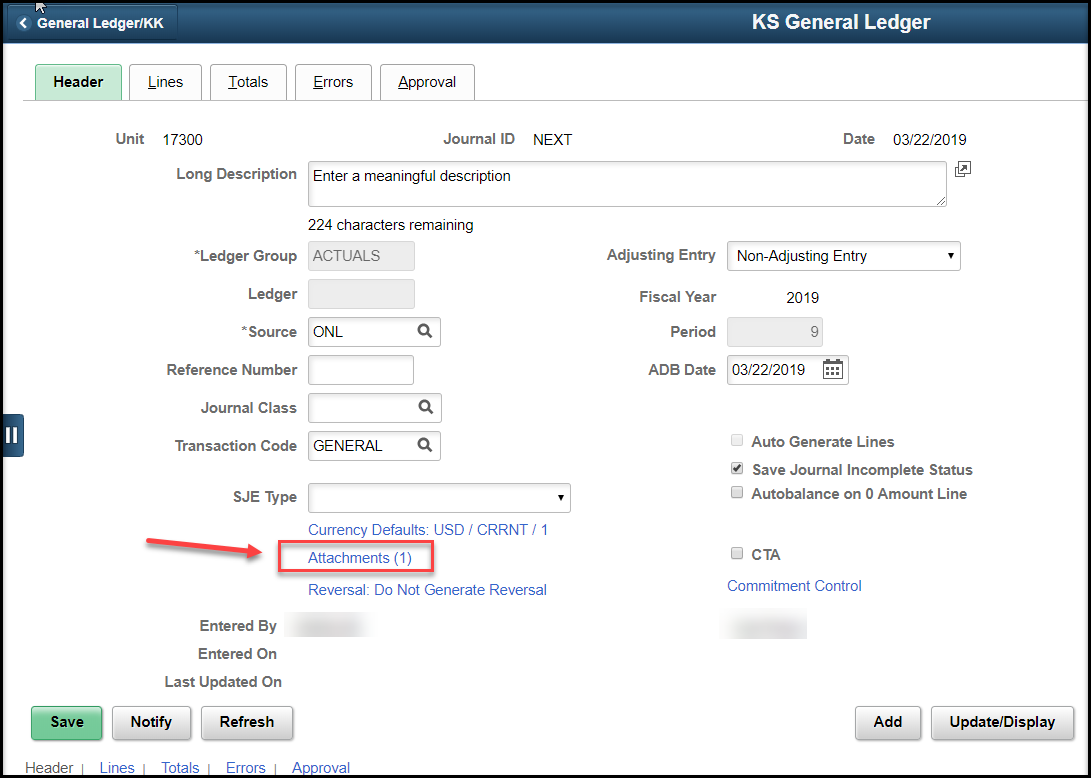 General Ledger/KK
KS General Ledger
Header Lines Totals Errors Approval
Unit 17300 Journal ID NEXT Date 03/22/2019
Long Description Enter a meaningful description
224 characters remaining
*Ledger Group ACTUALS Adjusting Entry Non-Adjusting Entry
Ledger Fiscal Year 2019
*Source ONL Period 9
Reference Number ADB Date 03/22/2019
Journal Class
Transaction Code GENERAL Auto Generate Lines
Save Journal Incomplete Status
SJE Type Autobalance on 0 Amount Line
Currency Defaults: USD / CRRNT / 1
Attachments (1) CTA
Reversal: Do Not Generate Reversal Commitment Control
Entered By
Entered On
Last Updated On
Save Notify Refresh Add Update/Display
Header | Lines | Totals | Errors | Approval